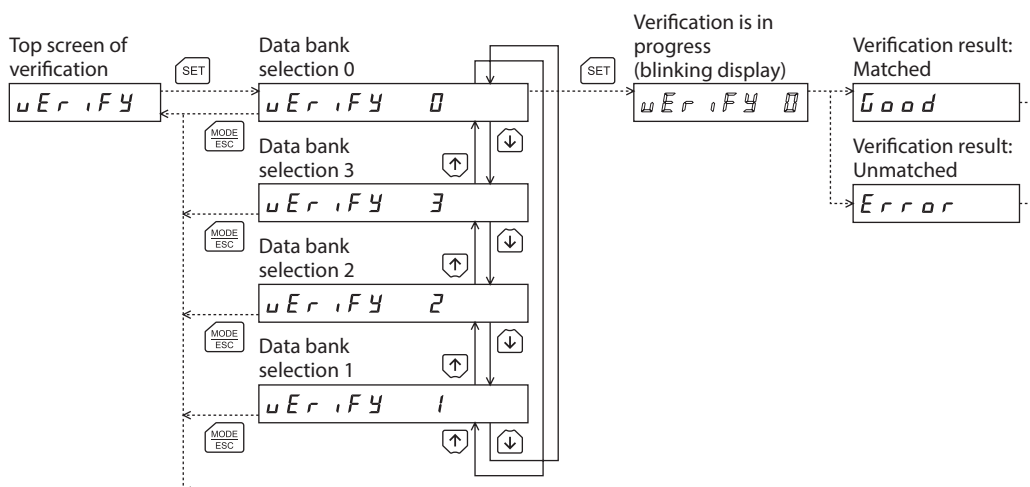 Top screen of
verification
uEriFY
SET
Data bank
selection 0
uEriFY 0
MODE
ESC
Data bank
selection 3
uEriFY 3
MODE
ESC
Data bank
selection 2
uEriFY 2
MODE
ESC
Data bank
selection 1
uEriFY 1
MODE
ESC
SET
Verification is in
progress
(blinking display)
uEriFY 0
Verification result:
Matched
Good
Verification result:
Unmatched
Error